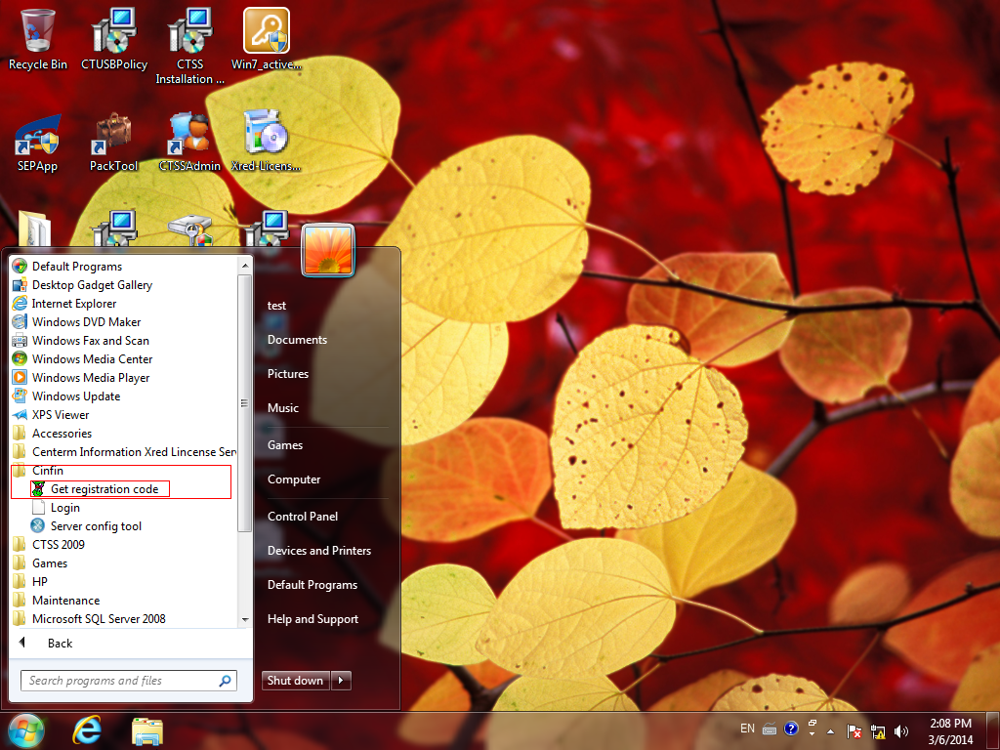 Recycle Bin
CTUSBPolicy
CTSS
Installation ...
Win7_active...
SEPApp
PackTool
CTSSAdmin
Xred-Licens...
Default Programs
Desktop Gadget Gallery
Internet Explorer
Windows DVD Maker
Windows Fax and Scan
Windows Media Center
Windows Media Player
Windows Update
XPS Viewer
Accessories
Centerm Information Xred Lincense Serv
Cinfin
Get registration code
Login
Server config tool
CTSS 2009
Games
HP
Maintenance
Microsoft SQL Server 2008
Back
Search programs and files
test
Documents
Pictures
Music
Games
Computer
Control Panel
Devices and Printers
Default Programs
Help and Support
Shut down
EN
2:08 PM
3/6/2014